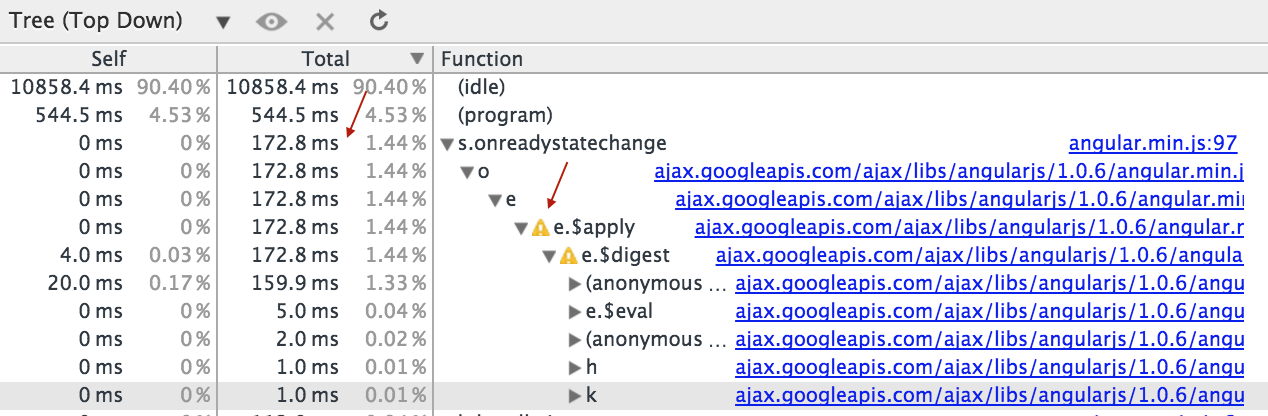 Tree (Top Down)
Self Total Function
10858.4 ms 90.40 % 10858.4 ms 90.40 % (idle)
544.5 ms 4.53 % 544.5 ms 4.53 % (program)
0 ms 0 % 172.8 ms 1.44 % s.onreadystatechange angular.min.js:97
0 ms 0 % 172.8 ms 1.44 % o ajax.googleapis.com/ajax/libs/angularjs/1.0.6/angular.min.j
0 ms 0 % 172.8 ms 1.44 % e ajax.googleapis.com/ajax/libs/angularjs/1.0.6/angular.mi
0 ms 0 % 172.8 ms 1.44 % e.$apply ajax.googleapis.com/ajax/libs/angularjs/1.0.6/angular.r
4.0 ms 0.03 % 172.8 ms 1.44 % e.$digest ajax.googleapis.com/ajax/libs/angularjs/1.0.6/angula
20.0 ms 0.17 % 159.9 ms 1.33 % (anonymous ... ajax.googleapis.com/ajax/libs/angularjs/1.0.6/angu
0 ms 0 % 5.0 ms 0.04 % e.$eval ajax.googleapis.com/ajax/libs/angularjs/1.0.6/angu
0 ms 0 % 2.0 ms 0.02 % (anonymous ... ajax.googleapis.com/ajax/libs/angularjs/1.0.6/angu
0 ms 0 % 1.0 ms 0.01 % h ajax.googleapis.com/ajax/libs/angularjs/1.0.6/angu
0 ms 0 % 1.0 ms 0.01 % k ajax.googleapis.com/ajax/libs/angularjs/1.0.6/angu